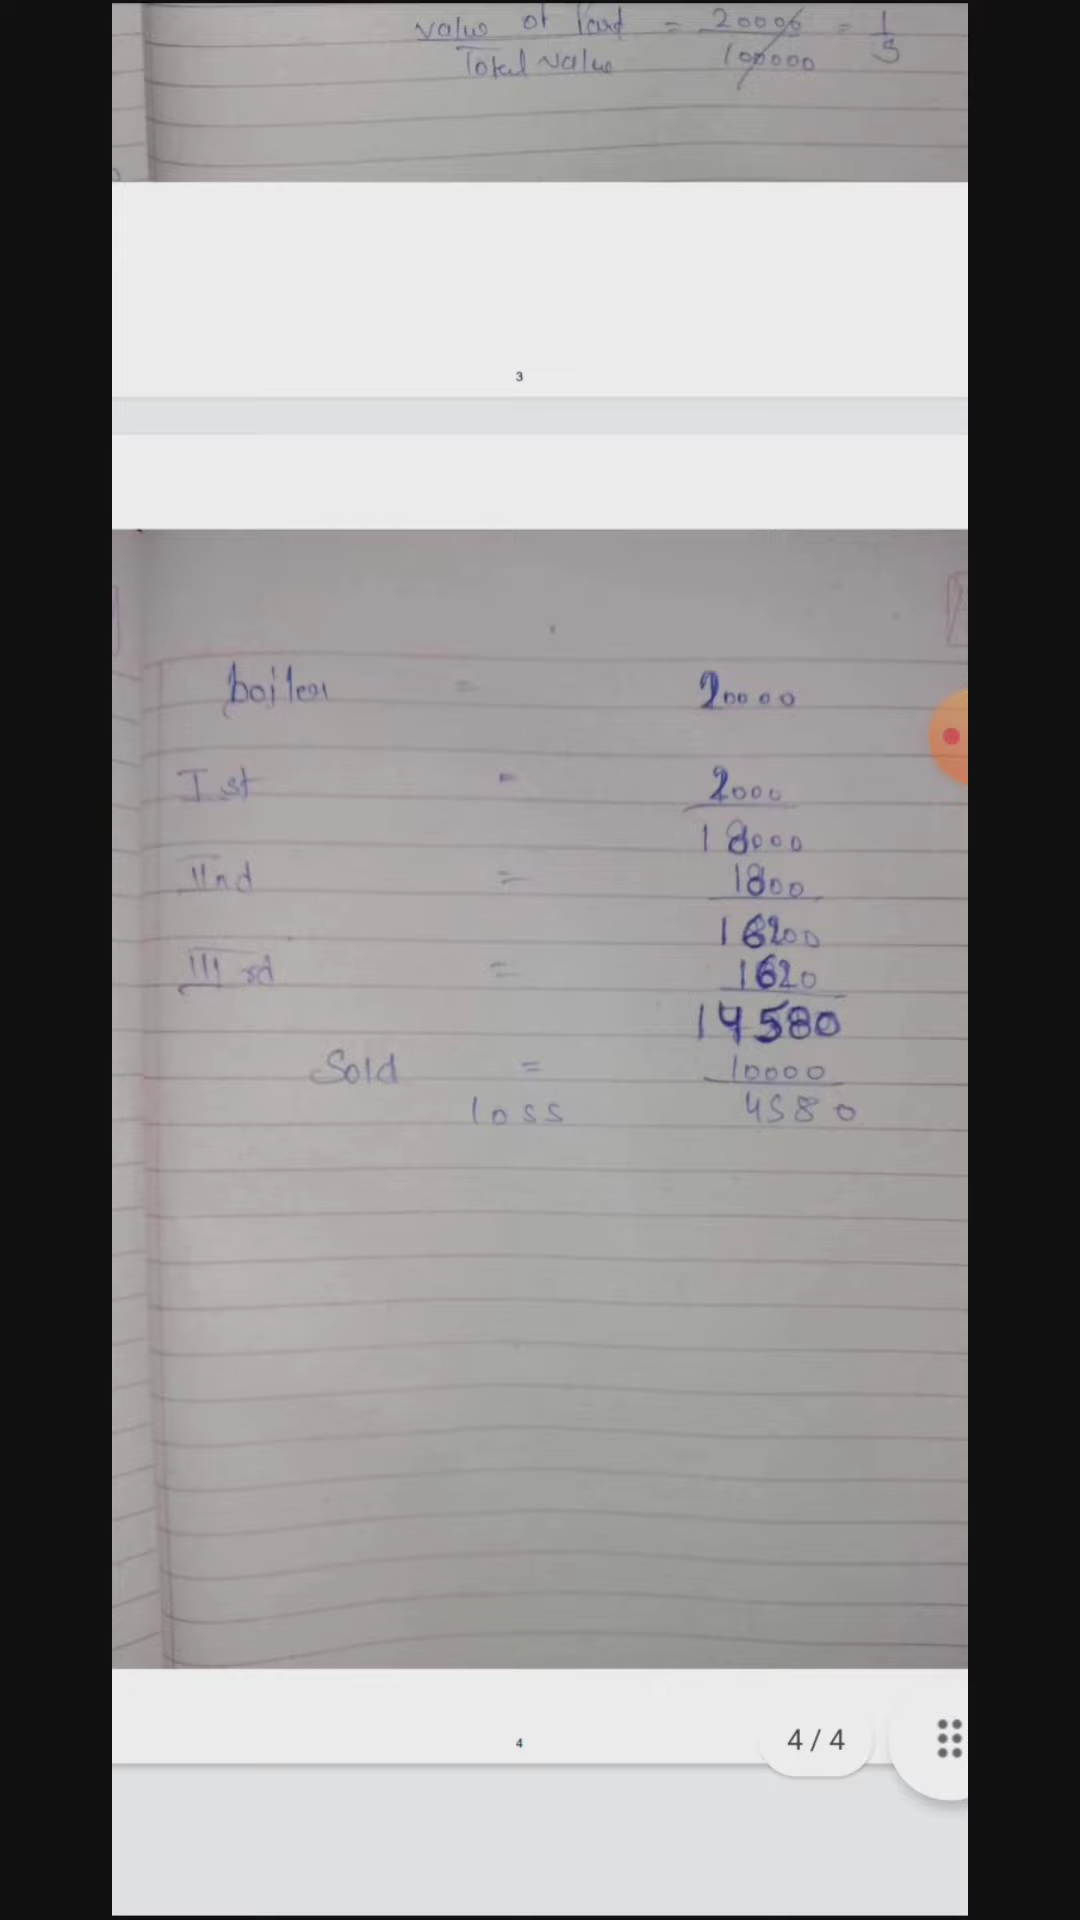 value of land = 20000 = 1
Total value 100000 5
3
boiler = 20000
Ist - 2000
18000
IInd = 1800
16200
IIIrd = 1620
14580
Sold = 10000
loss 4580
4
4 / 4